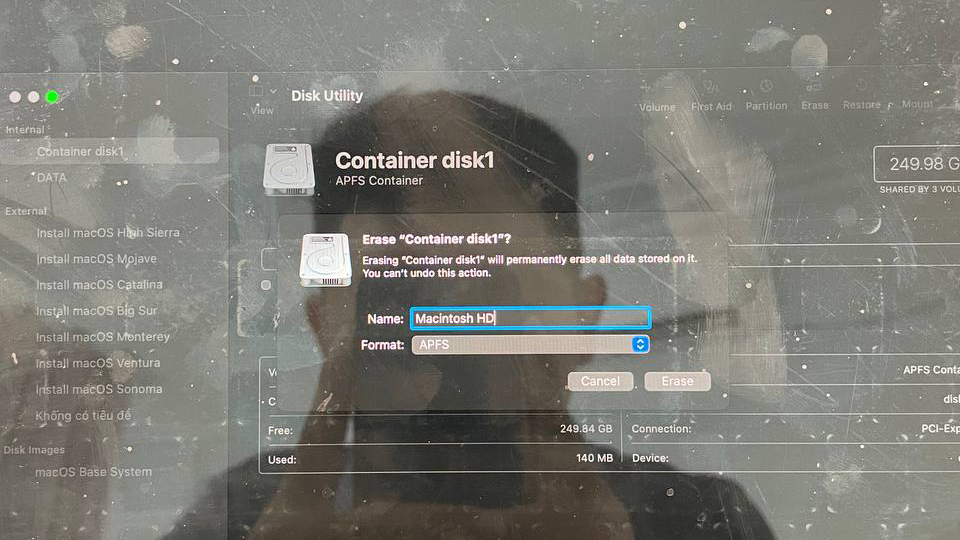 Disk Utility
View
Volume
First Aid
Partition
Erase
Restore
Mount
Internal
Container disk1
DATA
External
Install macOS High Sierra
Install macOS Mojave
Install macOS Catalina
Install macOS Big Sur
Install macOS Monterey
Install macOS Ventura
Install macOS Sonoma
Không có tiêu đề
Disk Images
macOS Base System
Container disk1
APFS Container
249.98 G
SHARED BY 3 VOLU
Erase “Container disk1”?
Erasing “Container disk1” will permanently erase all data stored on it.
You can’t undo this action.
Name: Macintosh HD
Format: APFS
Cancel
Erase
APFS Conta
disk
Free: 249.84 GB
Connection: PCI-Exp
Used: 140 MB
Device: